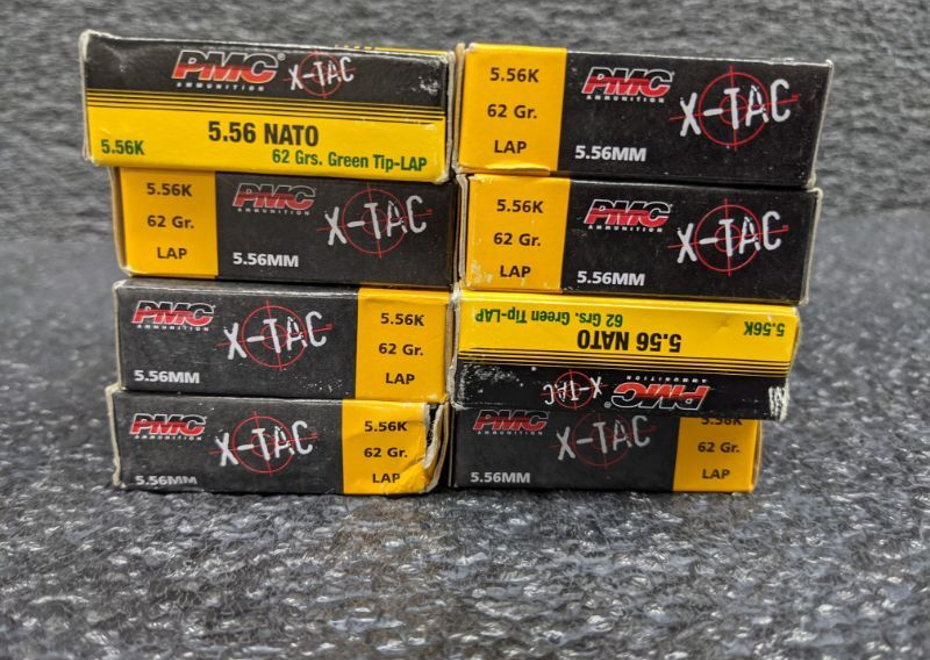 PMC® X-TAC
AMMUNITION
5.56 NATO
5.56K 62 Grs. Green Tip-LAP
5.56K
62 Gr.
LAP
PMC
AMMUNITION
X-TAC
5.56MM
PMC
AMMUNITION
X-TAC
5.56MM
5.56K
62 Gr.
LAP
PMC
AMMUNITION
X-TAC
5.56MM
5.56K
62 Gr.
LAP
5.56K
62 Gr.
LAP
PMC
AMMUNITION
X-TAC
5.56MM
5.56K
62 Gr.
LAP
PMC
AMMUNITION
X-TAC
5.56MM
PMC® X-TAC
AMMUNITION
5.56 NATO
5.56K 62 Grs. Green Tip-LAP
PMC
AMMUNITION
X-TAC
5.56MM
5.56K
62 Gr.
LAP